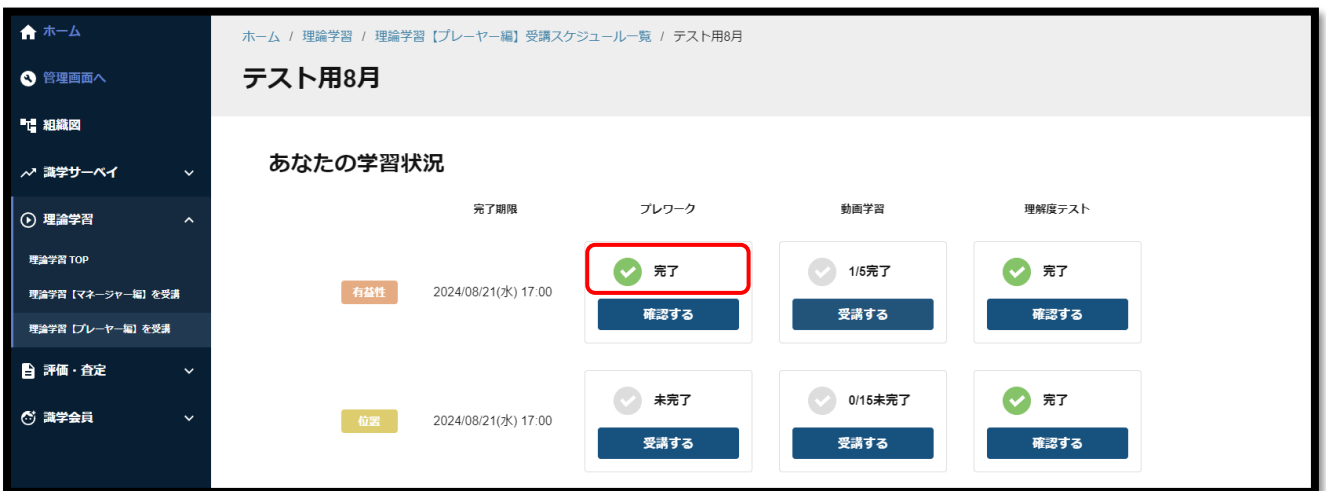 ホーム
管理画面へ
組織図
識学サーベイ
理論学習
理論学習 TOP
理論学習【マネージャー編】を受講
理論学習【プレーヤー編】を受講
評価・査定
識学会員
ホーム / 理論学習 / 理論学習【プレーヤー編】受講スケジュール一覧 / テスト用8月
テスト用8月
あなたの学習状況
完了期限 プレワーク 動画学習 理解度テスト
有益性 2024/08/21(水) 17:00 完了 1/5完了 完了
確認する 受講する 確認する
位置 2024/08/21(水) 17:00 未完了 0/15未完了 完了
受講する 受講する 確認する